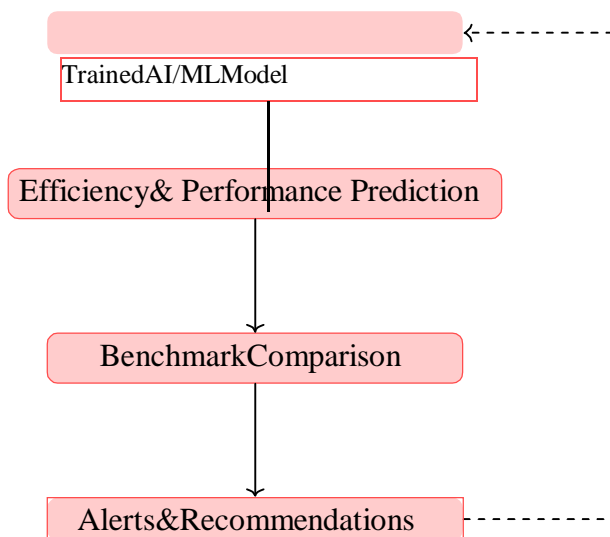 TrainedAI/MLModel
Efficiency& Performance Prediction
BenchmarkComparison
Alerts&Recommendations